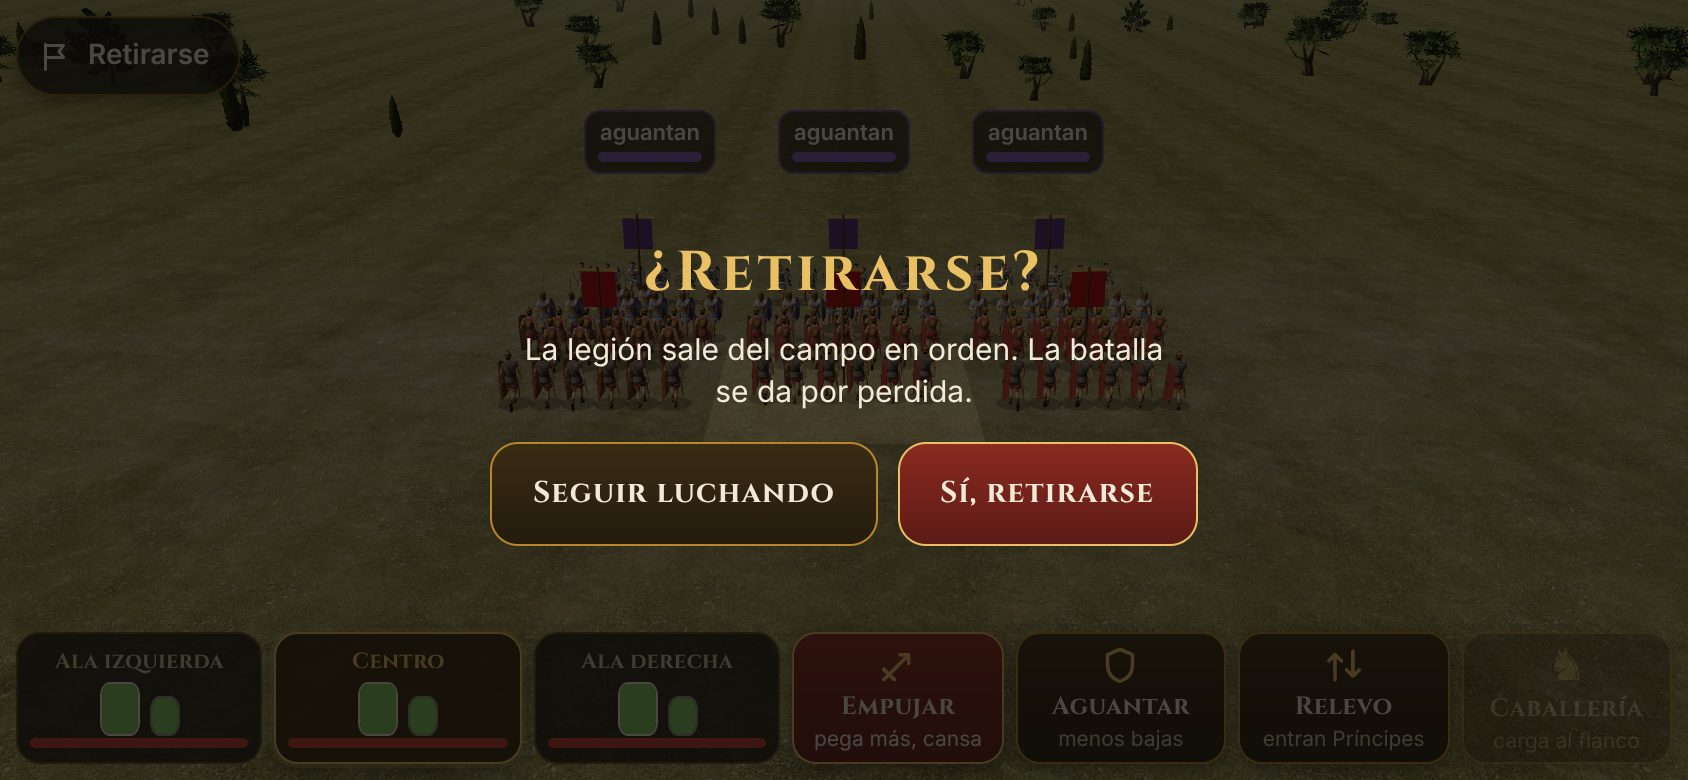 Retirarse
aguantan aguantan aguantan
¿Retirarse?
La legión sale del campo en orden. La batalla
se da por perdida.
Seguir luchando
Sí, retirarse
Ala izquierda
Centro
Ala derecha
Empujar
pega más, cansa
Aguantar
menos bajas
Relevo
entran Príncipes
Caballería
carga al flanco